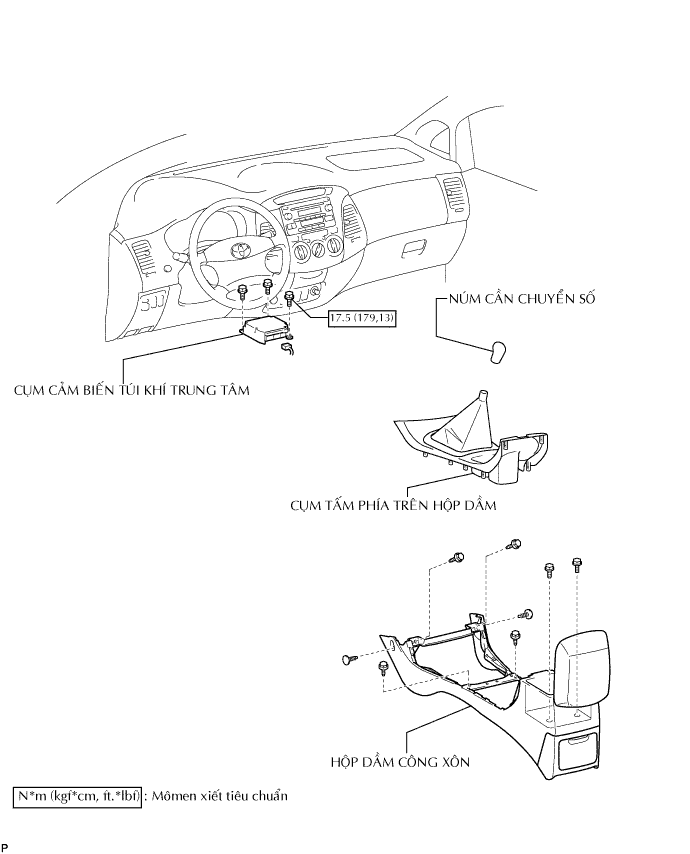 NÚM CẦN CHUYỂN SỐ
17.5 (179,13)
CỤM CẢM BIẾN TÚI KHÍ TRUNG TÂM
CỤM TẤM PHÍA TRÊN HỘP DẦM
HỘP DẦM CÔNG XÔN
N*m (kgf*cm, ft.*lbf) : Mômen xiết tiêu chuẩn
P